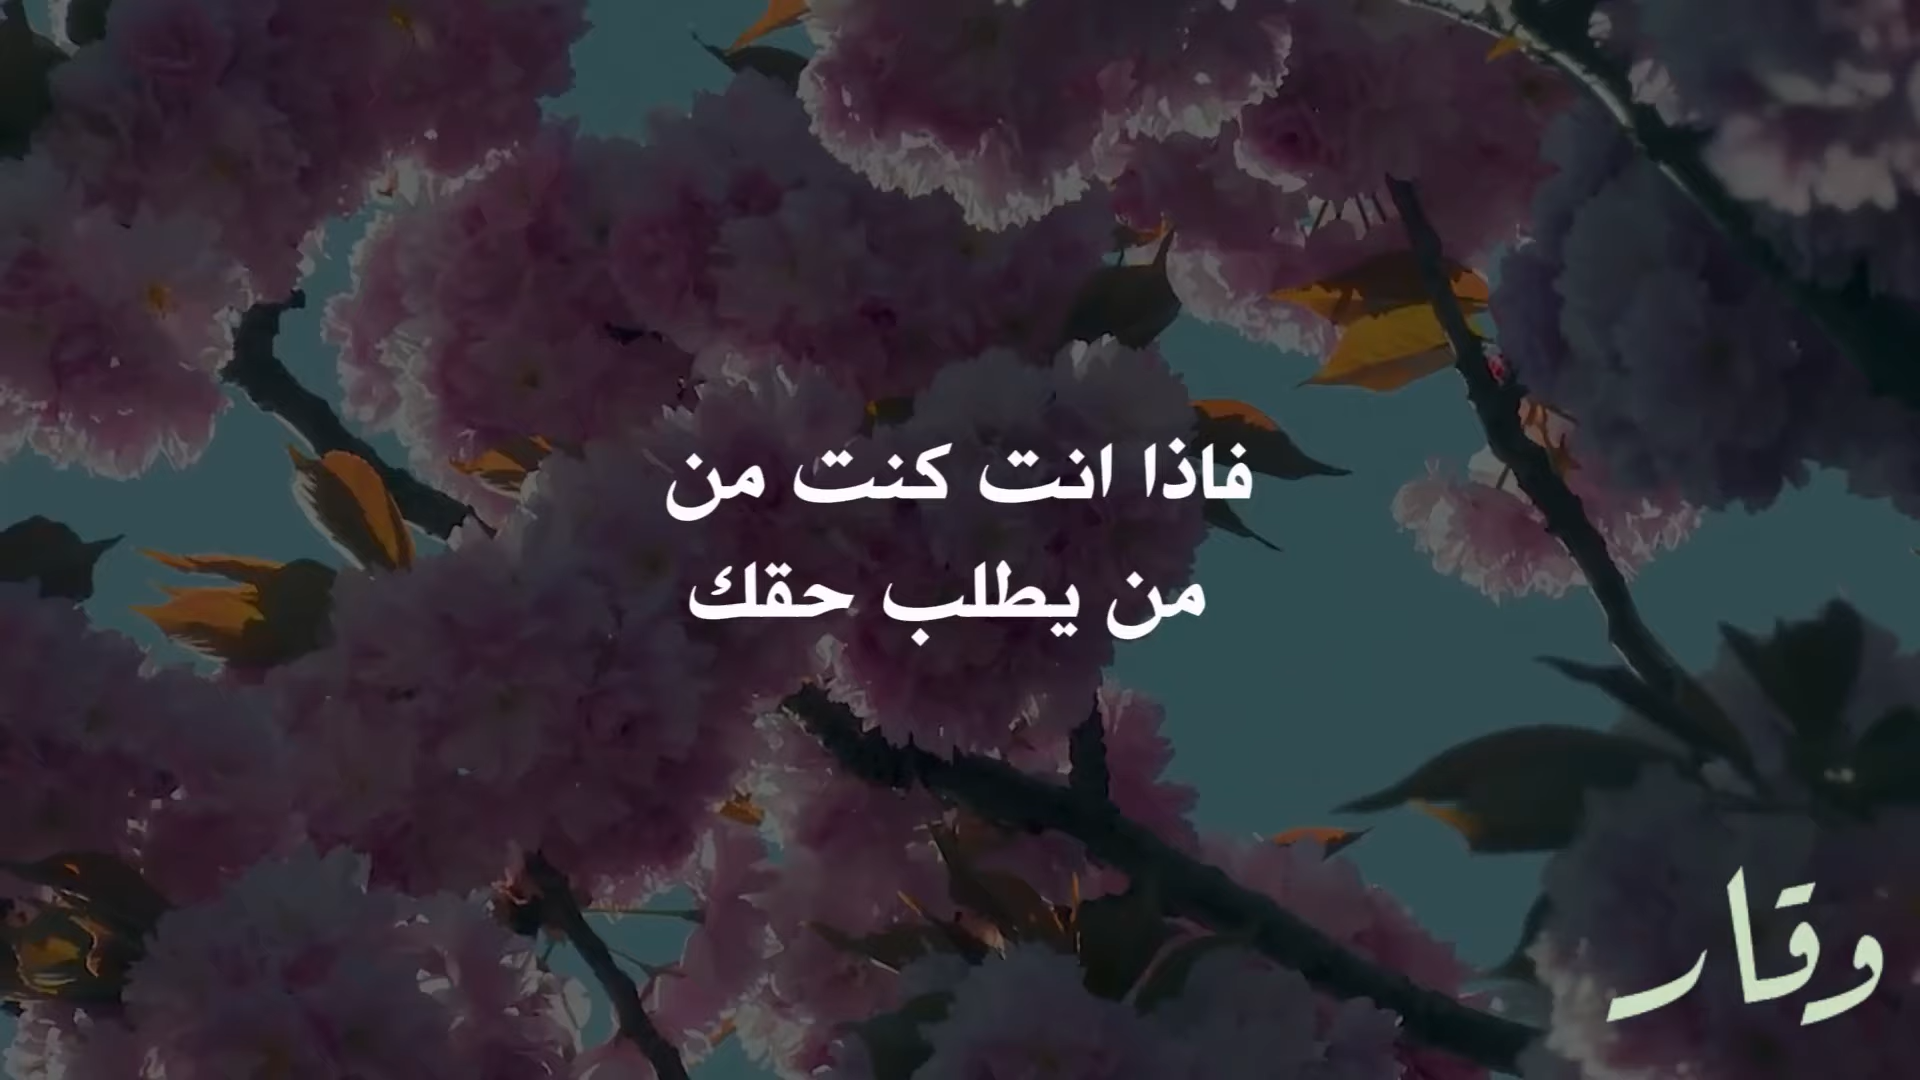 فاذا انت كنت من
من يطلب حقك
وقار